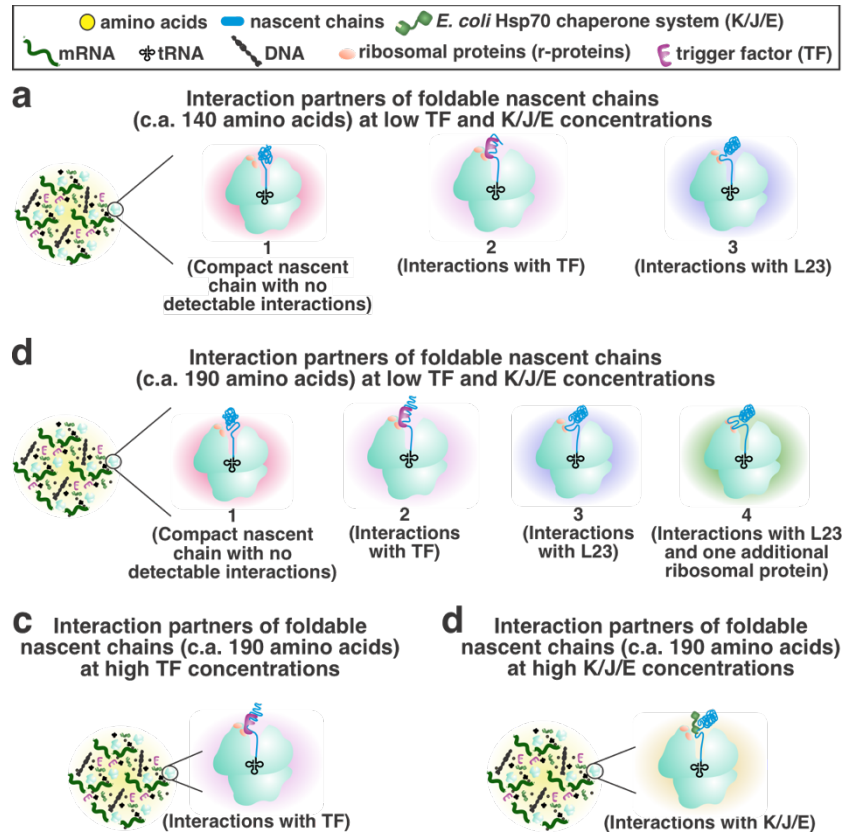 amino acids nascent chains E. coli Hsp70 chaperone system (K/J/E)
mRNA tRNA DNA ribosomal proteins (r-proteins) trigger factor (TF)
a
Interaction partners of foldable nascent chains
(c.a. 140 amino acids) at low TF and K/J/E concentrations
1
(Compact nascent
chain with no
detectable interactions)
2
(Interactions with TF)
3
(Interactions with L23)
d
Interaction partners of foldable nascent chains
(c.a. 190 amino acids) at low TF and K/J/E concentrations
1
(Compact nascent
chain with no
detectable interactions)
2
(Interactions
with TF)
3
(Interactions
with L23)
4
(Interactions with L23
and one additional
ribosomal protein)
c
Interaction partners of foldable
nascent chains (c.a. 190 amino acids)
at high TF concentrations
(Interactions with TF)
d
Interaction partners of foldable
nascent chains (c.a. 190 amino acids)
at high K/J/E concentrations
(Interactions with K/J/E)